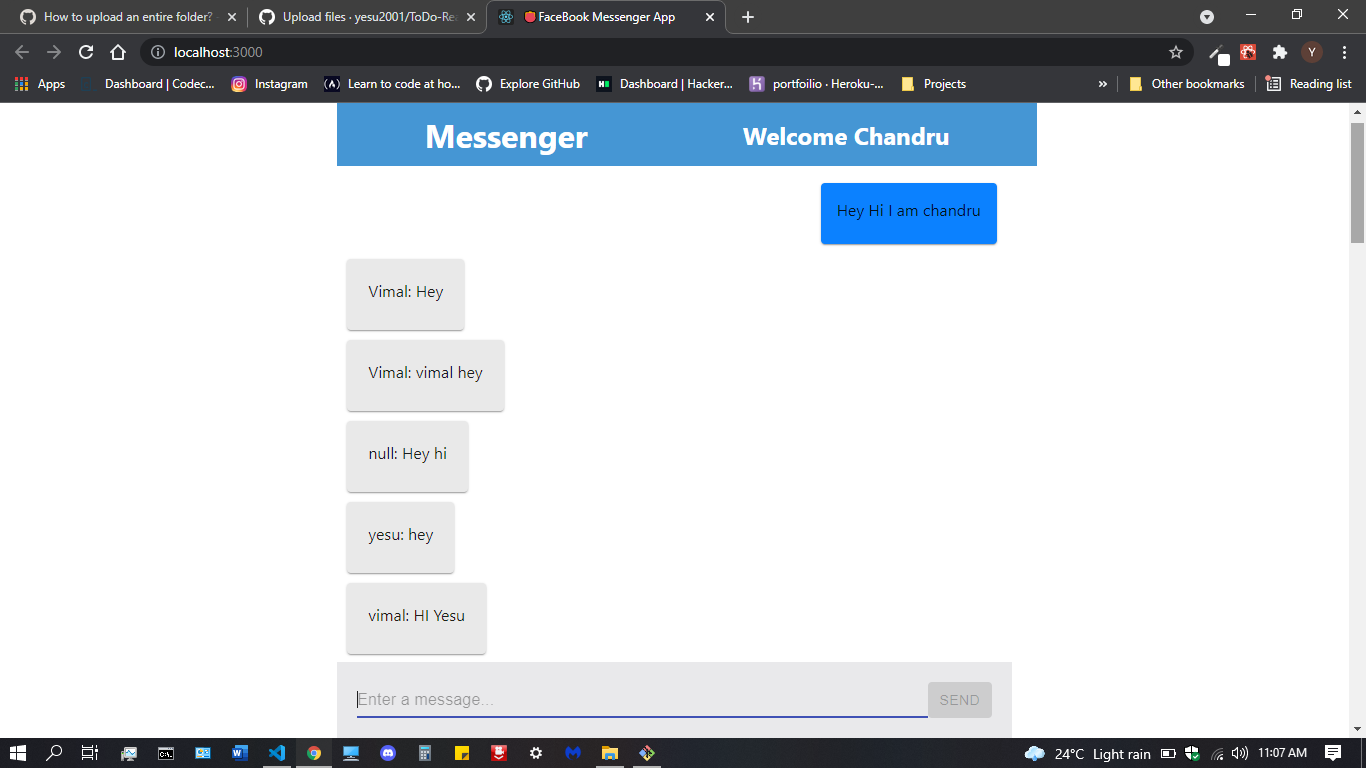 How to upload an entire folder?
Upload files · yesu2001/ToDo-Rea
FaceBook Messenger App
localhost:3000
Y
Apps
Dashboard | Codec...
Instagram
(A)
Learn to code at ho...
Explore GitHub
Dashboard | Hacker...
portfoilio · Heroku-...
Projects
»
Other bookmarks
Reading list
Messenger
Welcome Chandru
Hey Hi I am chandru
Vimal: Hey
Vimal: vimal hey
null: Hey hi
yesu: hey
vimal: HI Yesu
Enter a message...
SEND
24°C Light rain
11:07 AM